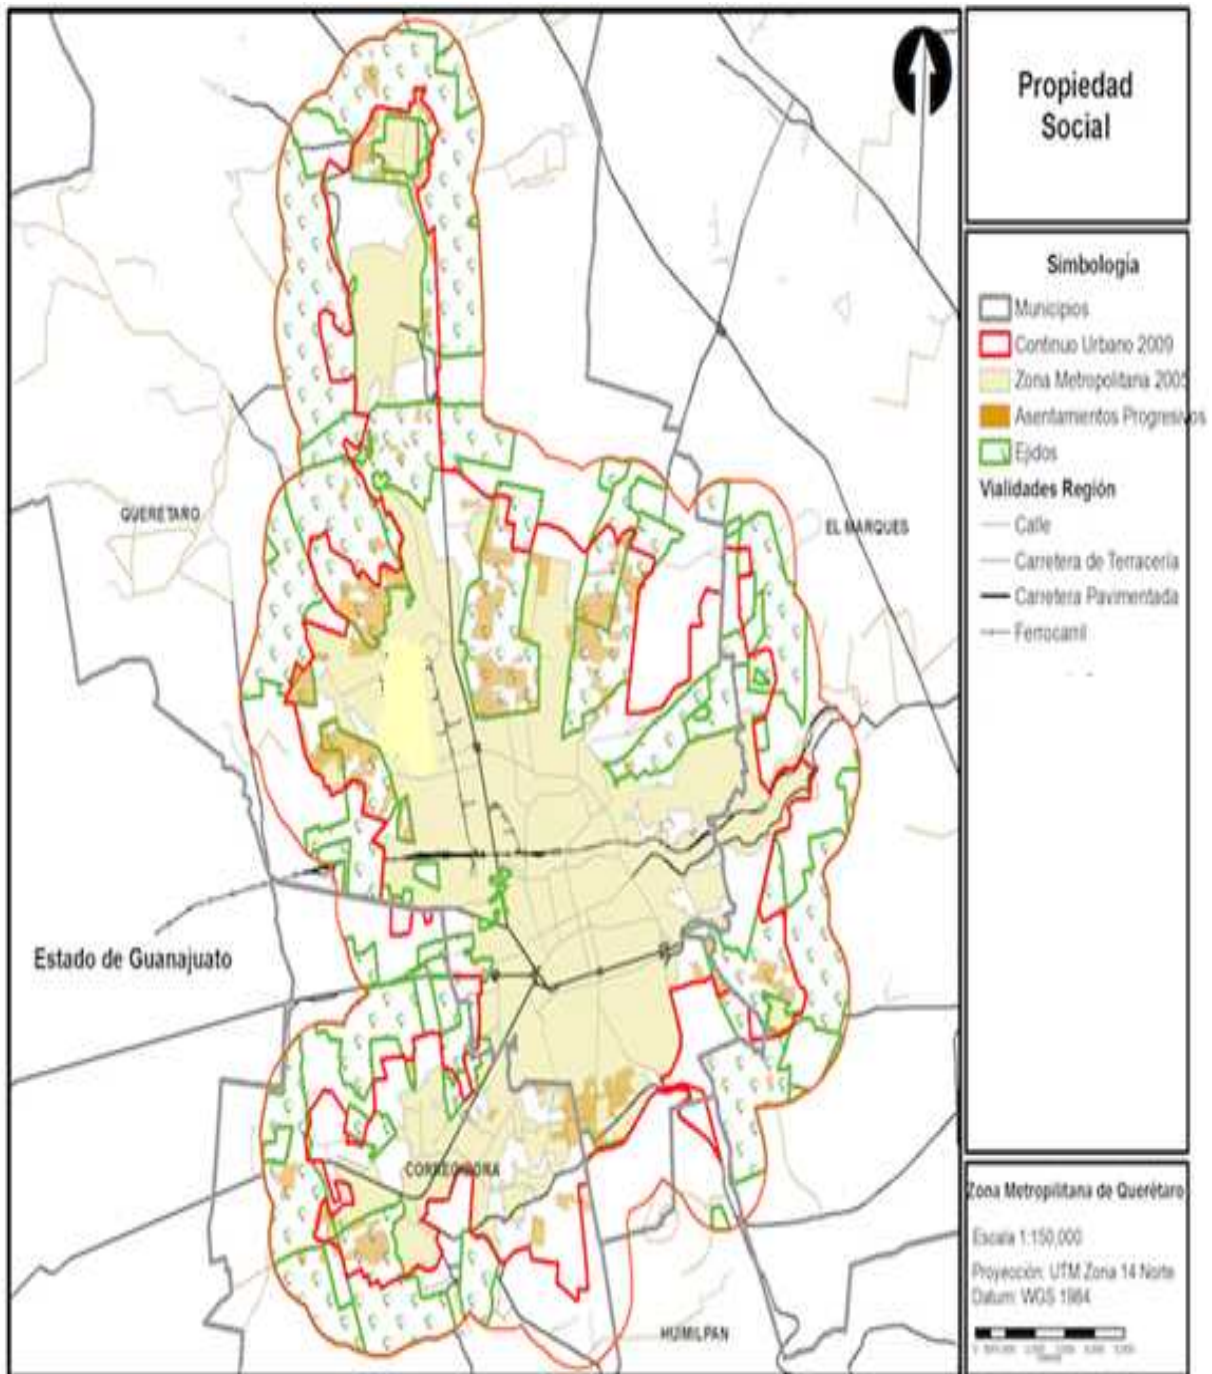 Propiedad
Social
Simbología
Municipios
Continuo Urbano 2009
Zona Metropolitana 2005
Asentamientos Progresivos
Ejidos
Vialidades Región
Calle
Carretera de Terracería
Carretera Pavimentada
Ferrocarril
QUERETARO
EL MARQUES
Estado de Guanajuato
CORREGIDORA
HUIMILPAN
Zona Metropilitana de Querétaro
Escala 1:150,000
Proyección: UTM Zona 14 Norte
Datum: WGS 1984